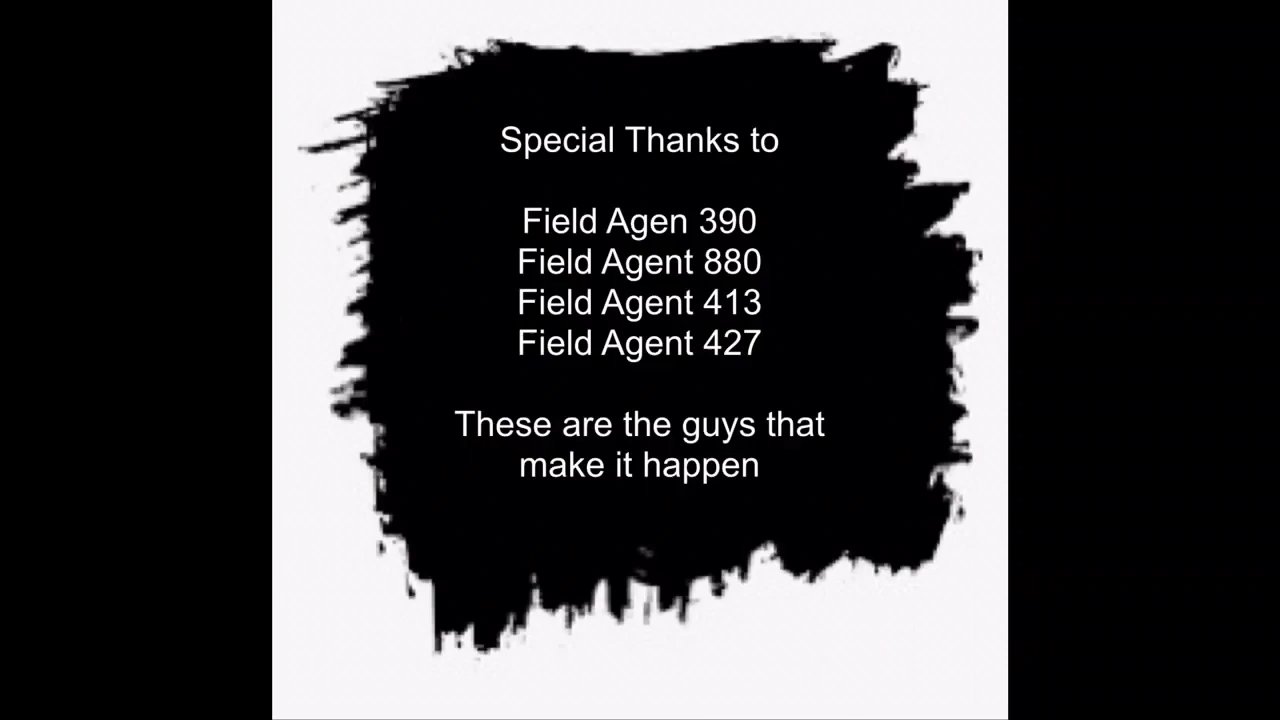 Special Thanks to
Field Agen 390
Field Agent 880
Field Agent 413
Field Agent 427
These are the guys that
make it happen